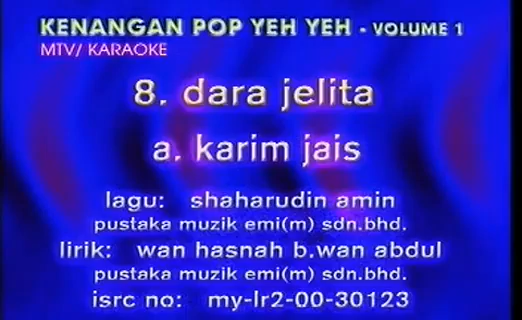 KENANGAN POP YEH YEH - VOLUME 1
MTV/ KARAOKE
8. dara jelita
a. karim jais
lagu: shaharudin amin
pustaka muzik emi(m) sdn.bhd.
lirik: wan hasnah b.wan abdul
pustaka muzik emi(m) sdn.bhd.
isrc no: my-lr2-00-30123